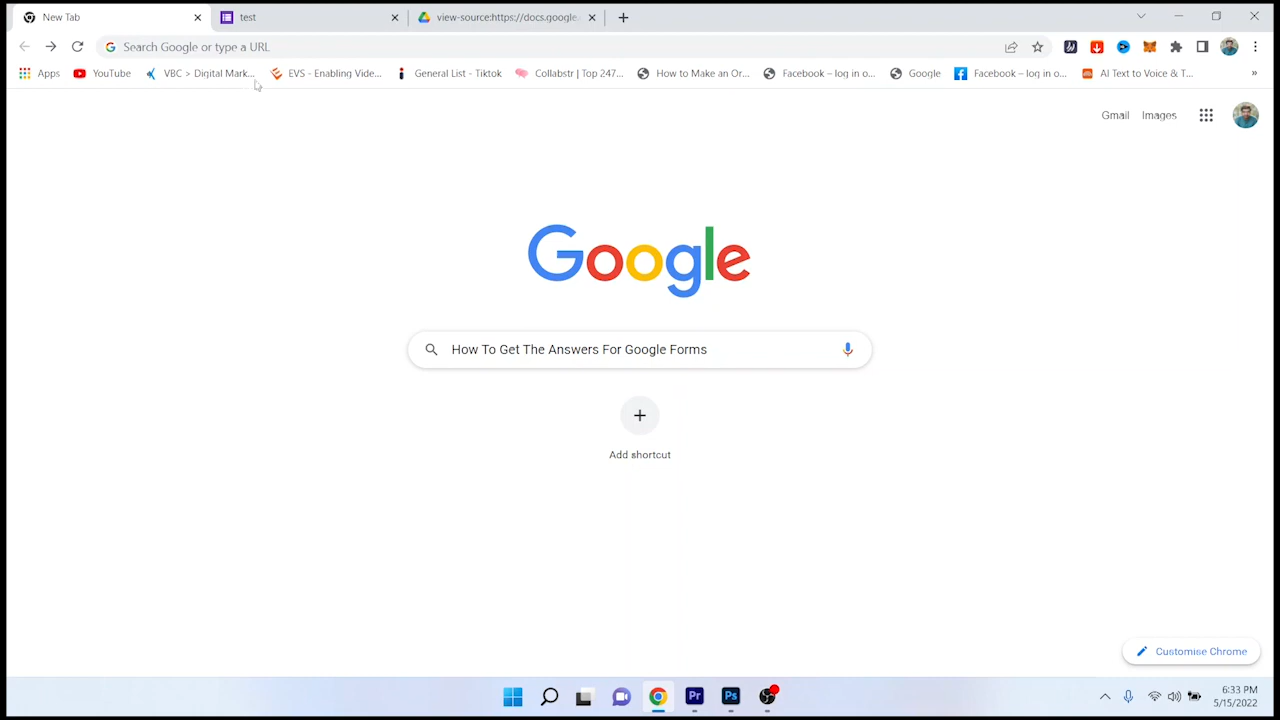 New Tab
test
view-source:https://docs.google.
Search Google or type a URL
Apps
YouTube
VBC > Digital Mark...
EVS - Enabling Vide...
General List - Tiktok
Collabstr | Top 247...
How to Make an Or...
Facebook – log in o...
Google
Facebook – log in o...
AI Text to Voice & T...
»
Gmail
Images
Google
How To Get The Answers For Google Forms
Add shortcut
Customise Chrome
Pr
Ps
6:33 PM
5/15/2022